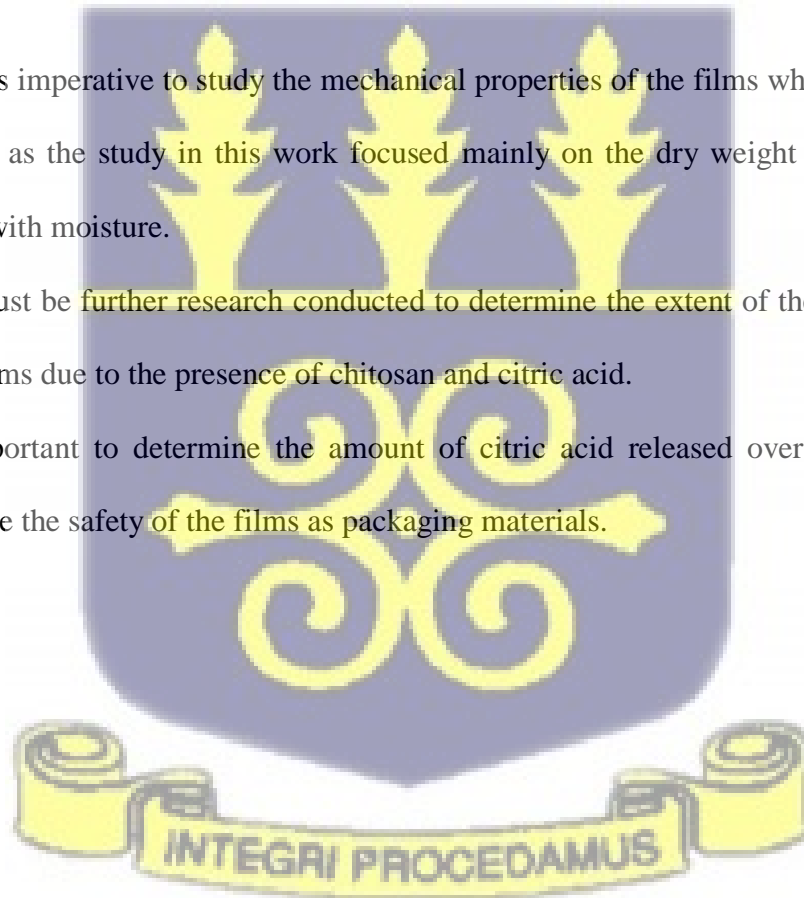 s imperative to study the mechanical properties of the films wh
as the study in this work focused mainly on the dry weight
with moisture.
ust be further research conducted to determine the extent of th
ms due to the presence of chitosan and citric acid.
portant to determine the amount of citric acid released over
e the safety of the films as packaging materials.
INTEGRI PROCEDAMUS